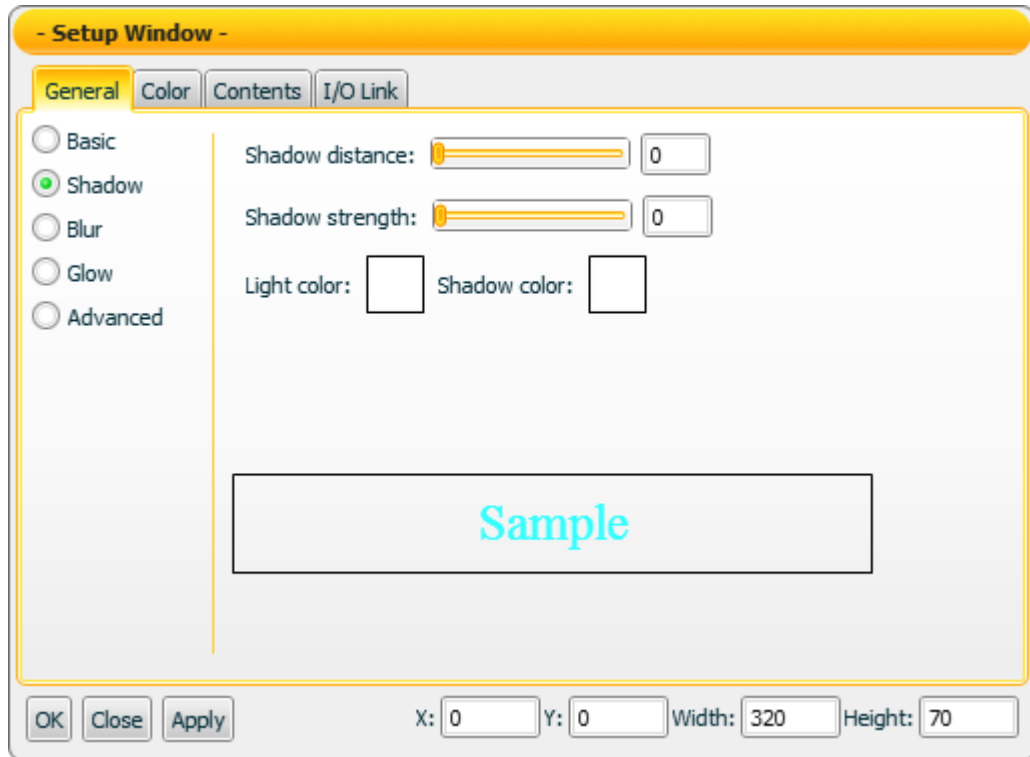 - Setup Window -
General Color Contents I/O Link
Basic
Shadow
Blur
Glow
Advanced
Shadow distance: 0
Shadow strength: 0
Light color: Shadow color:
Sample
OK Close Apply X: 0 Y: 0 Width: 320 Height: 70